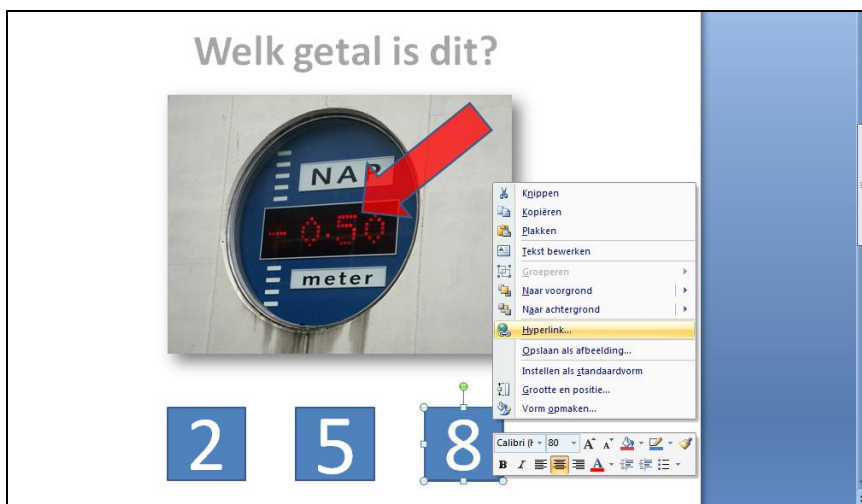 Welk getal is dit?
NAP
-0.50
meter
Knippen
Kopiëren
Plakken
Tekst bewerken
Groeperen
Naar voorgrond
Naar achtergrond
Hyperlink...
Opslaan als afbeelding...
Instellen als standaardvorm
Grootte en positie...
Vorm opmaken...
2 5 8
Calibri (H 80 A A
B I A